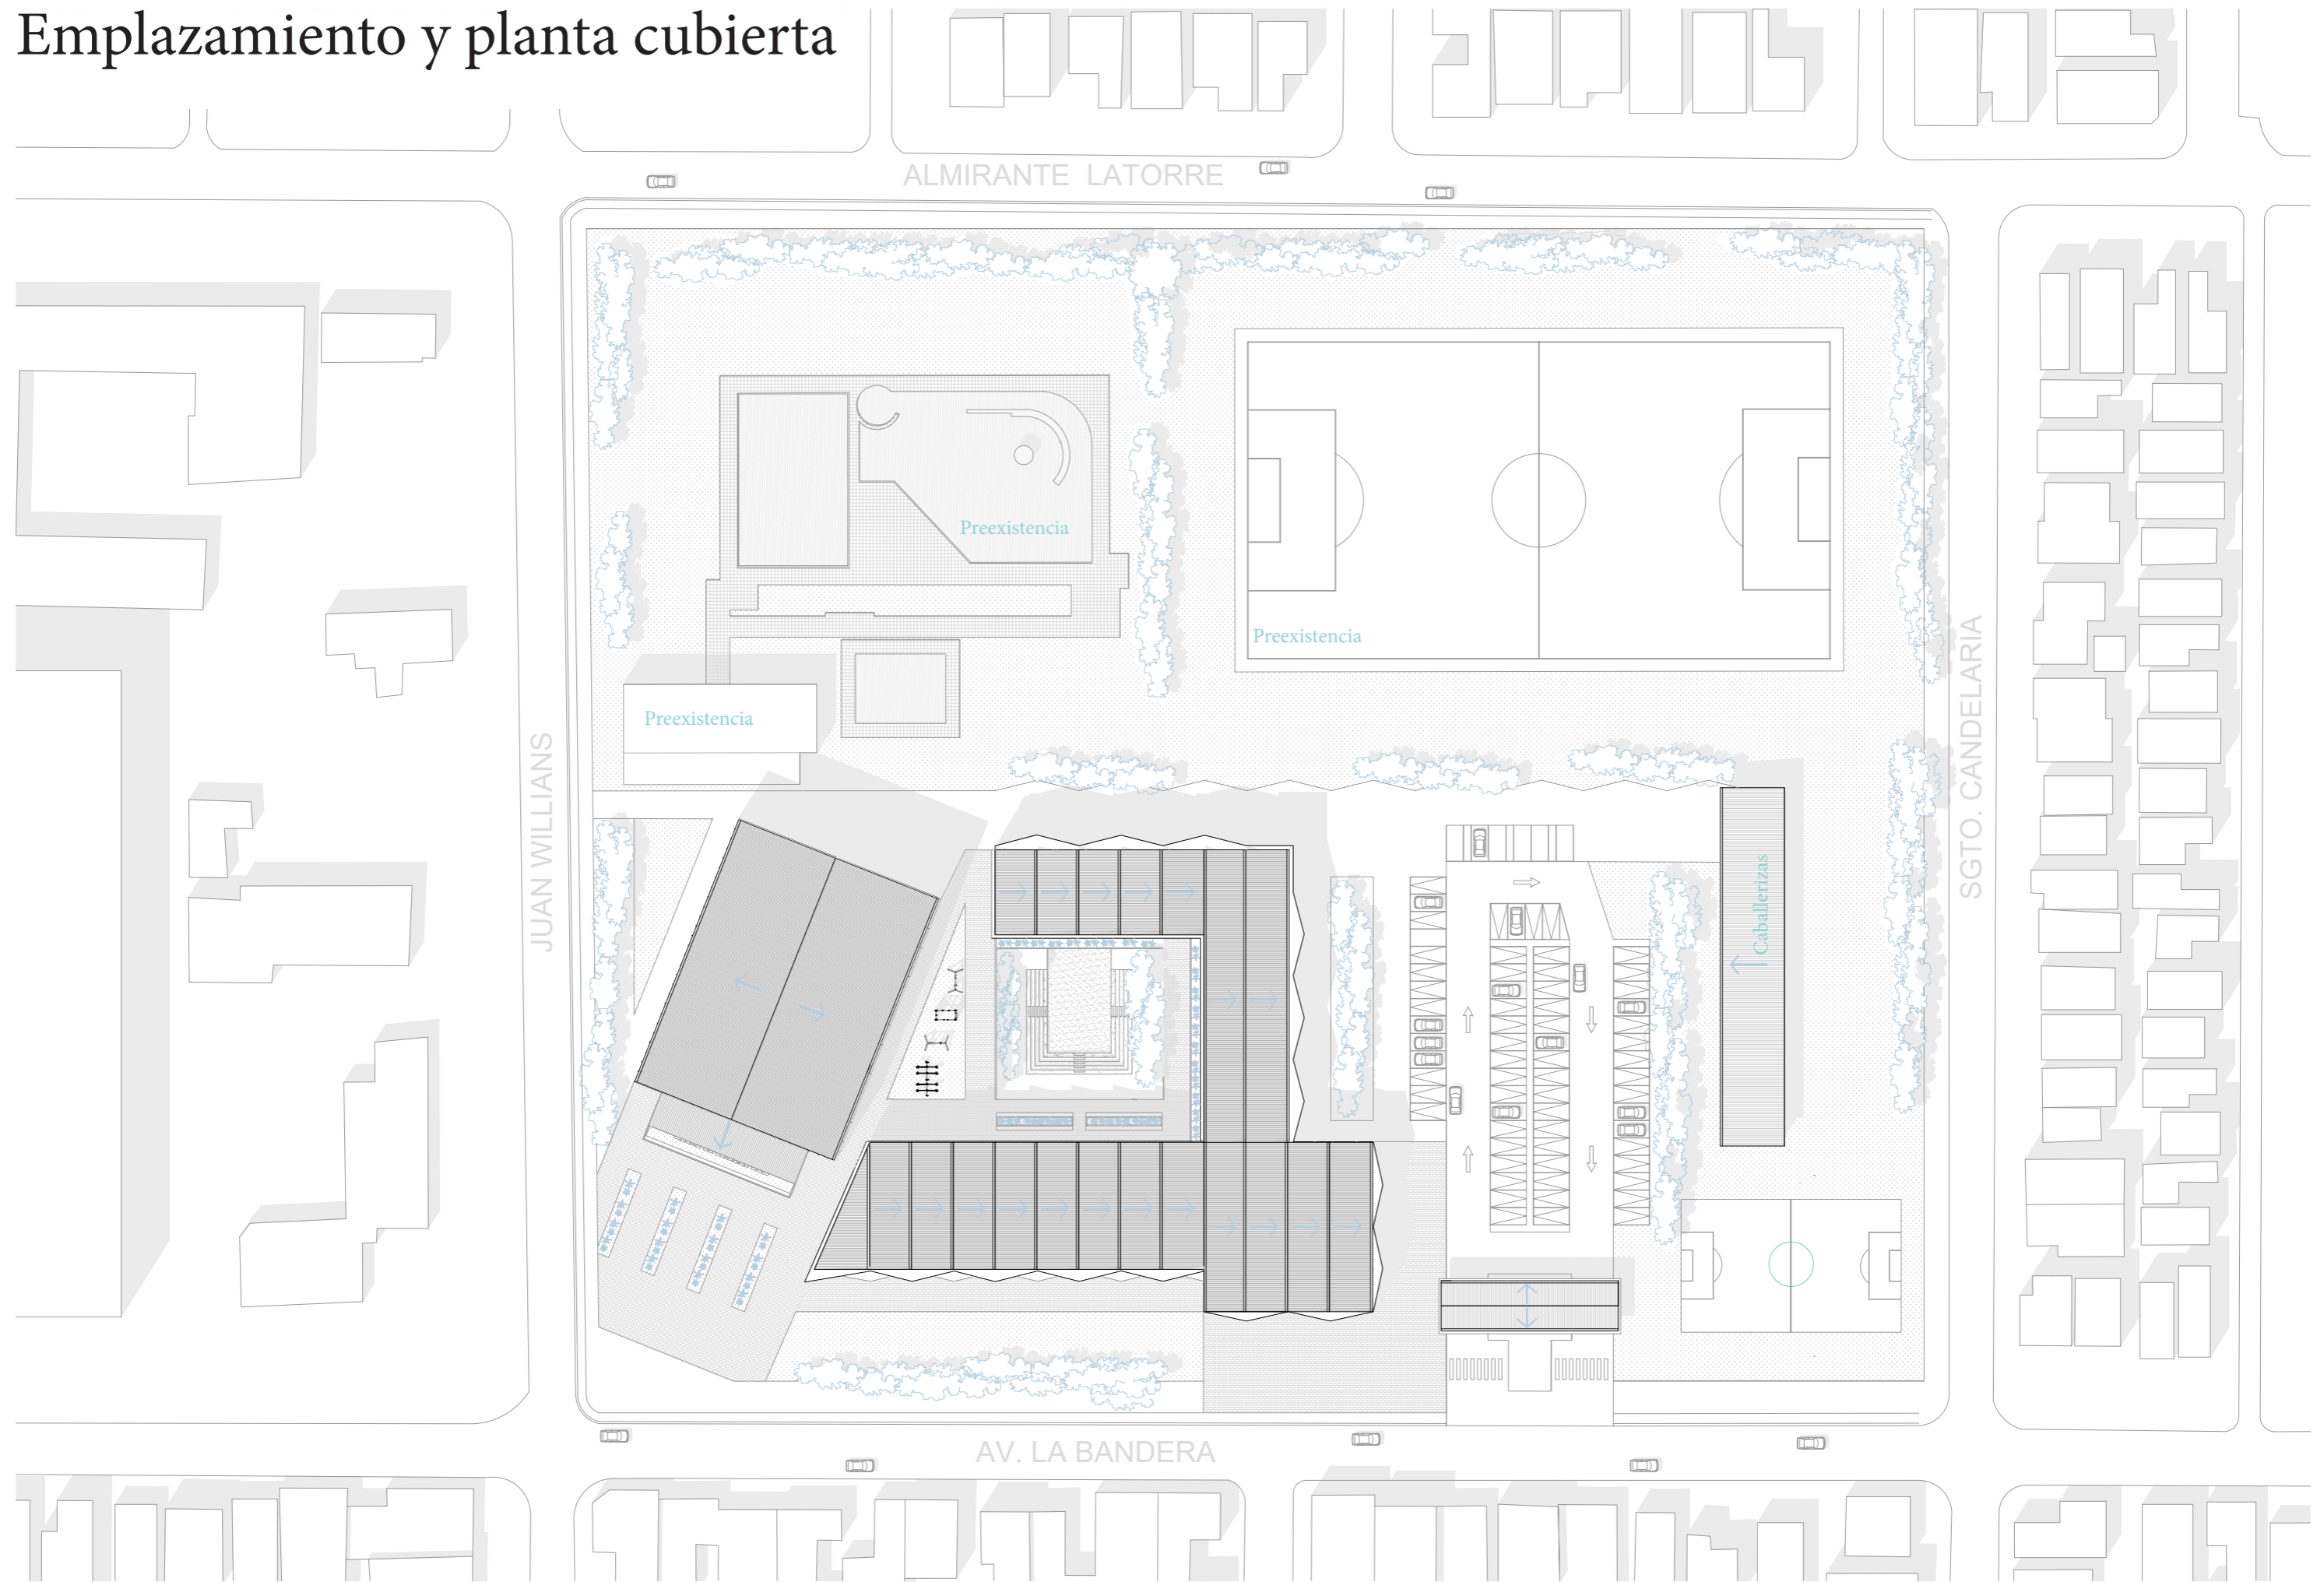 Emplazamiento y planta cubierta
ALMIRANTE LATORRE
Preexistencia
Preexistencia
Preexistencia
JUAN WILLIANS
SGTO. CANDELARIA
Caballerizas
AV. LA BANDERA